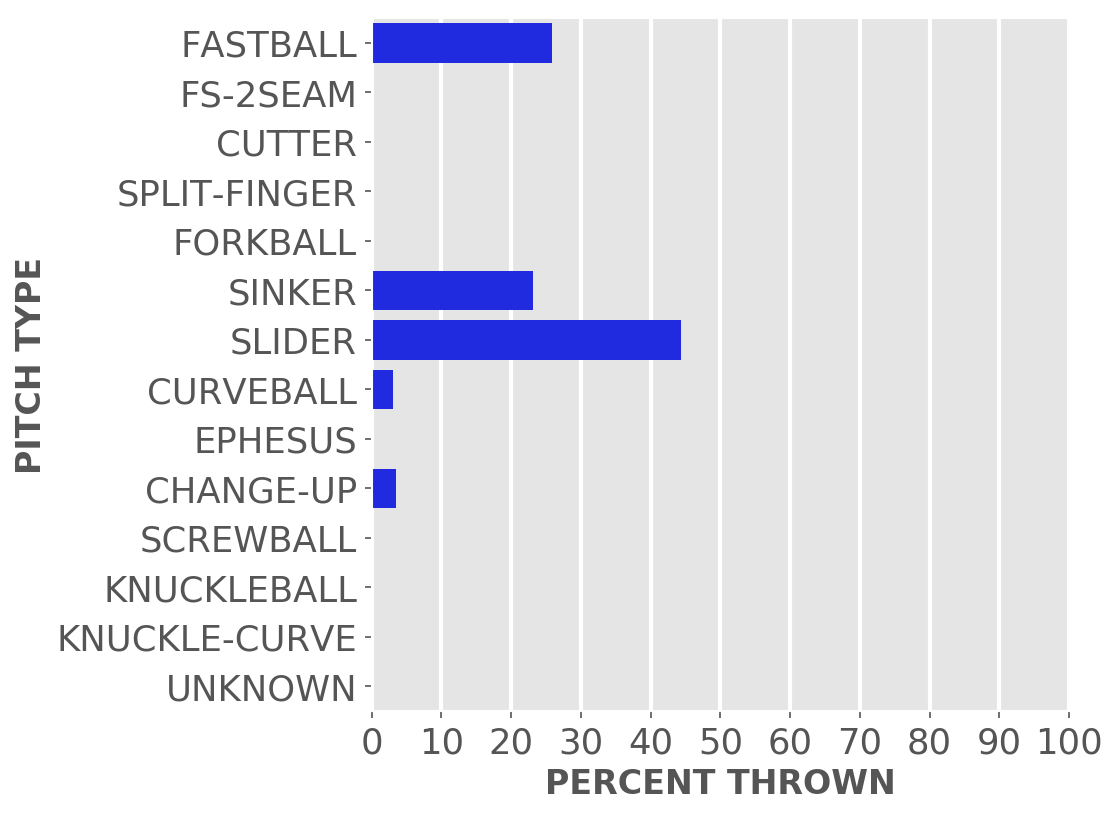 FASTBALL
FS-2SEAM
CUTTER
SPLIT-FINGER
FORKBALL
SINKER
SLIDER
CURVEBALL
EPHESUS
CHANGE-UP
SCREWBALL
KNUCKLEBALL
KNUCKLE-CURVE
UNKNOWN
PITCH TYPE
0 10 20 30 40 50 60 70 80 90 100
PERCENT THROWN